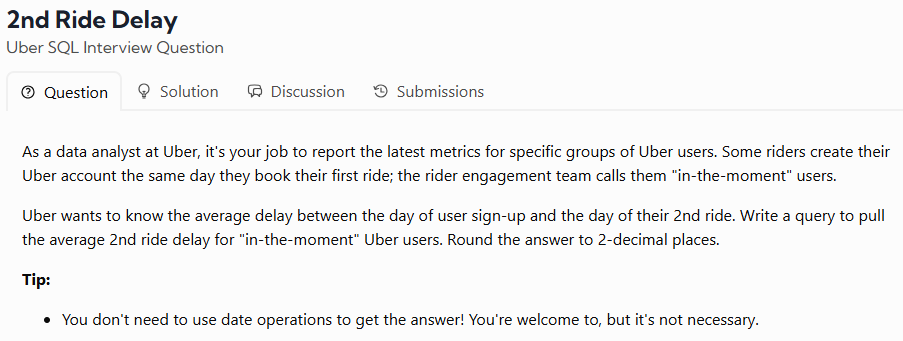 2nd Ride Delay
Uber SQL Interview Question
Question Solution Discussion Submissions
As a data analyst at Uber, it's your job to report the latest metrics for specific groups of Uber users. Some riders create their
Uber account the same day they book their first ride; the rider engagement team calls them "in-the-moment" users.
Uber wants to know the average delay between the day of user sign-up and the day of their 2nd ride. Write a query to pull
the average 2nd ride delay for "in-the-moment" Uber users. Round the answer to 2-decimal places.
Tip:
• You don't need to use date operations to get the answer! You're welcome to, but it's not necessary.